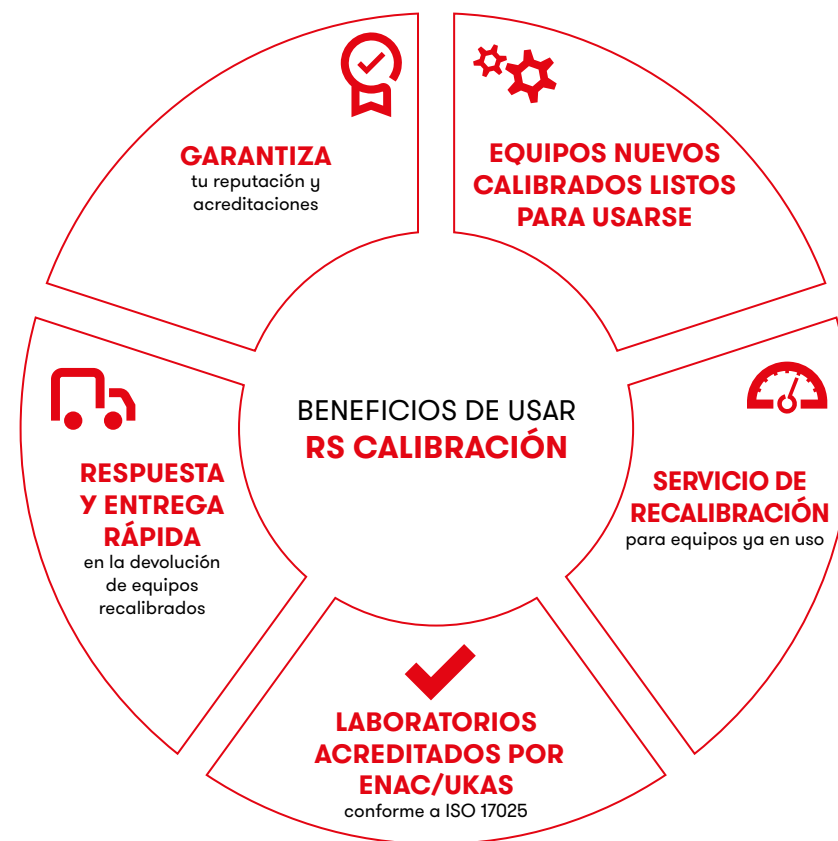 GARANTIZA
tu reputación y
acreditaciones
EQUIPOS NUEVOS
CALIBRADOS LISTOS
PARA USARSE
BENEFICIOS DE USAR
RS CALIBRACIÓN
RESPUESTA
Y ENTREGA
RÁPIDA
en la devolución
de equipos
recalibrados
SERVICIO DE
RECALIBRACIÓN
para equipos ya en uso
LABORATORIOS
ACREDITADOS POR
ENAC/UKAS
conforme a ISO 17025